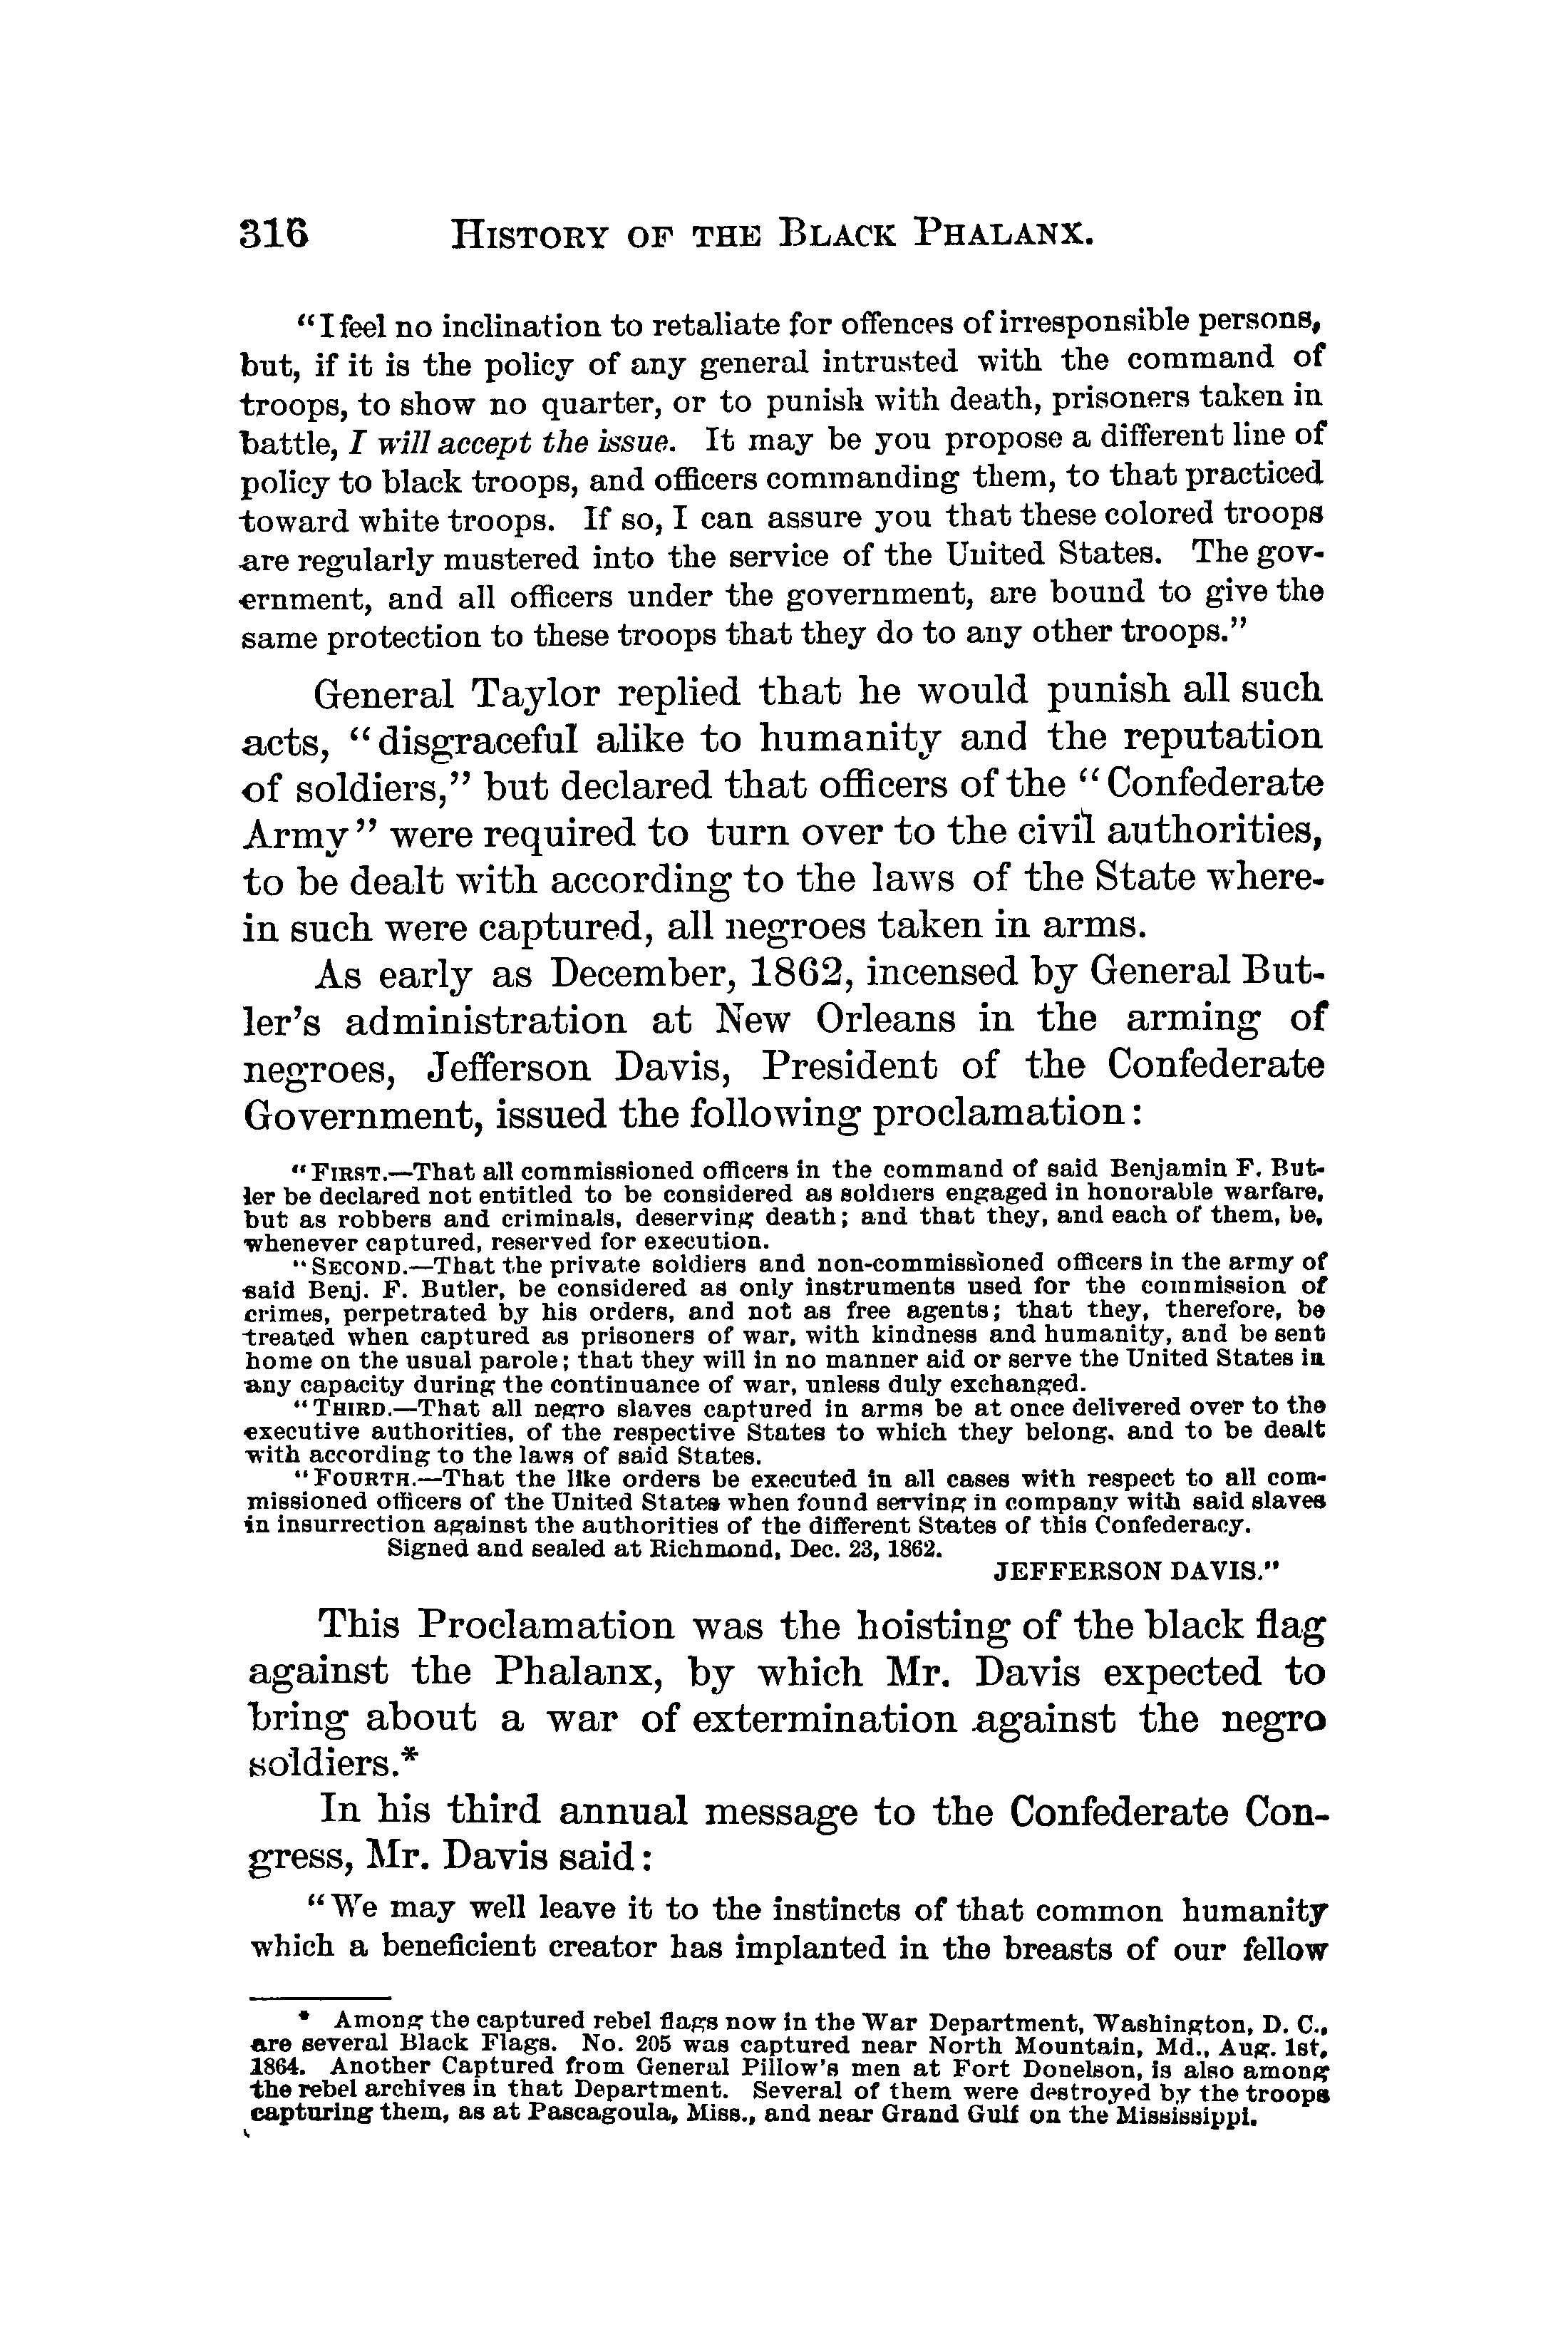 316 HISTORY OF THE BLACK PHALANX.
“I feel no inclination to retaliate for offences of irresponsible persons,
but, if it is the policy of any general intrusted with the command of
troops, to show no quarter, or to punish with death, prisoners taken in
battle, I will accept the issue. It may be you propose a different line of
policy to black troops, and officers commanding them, to that practiced
toward white troops. If so, I can assure you that these colored troops
are regularly mustered into the service of the United States. The gov-
ernment, and all officers under the government, are bound to give the
same protection to these troops that they do to any other troops.”
General Taylor replied that he would punish all such
acts, “disgraceful alike to humanity and the reputation
of soldiers,” but declared that officers of the “Confederate
Army” were required to turn over to the civil authorities,
to be dealt with according to the laws of the State where-
in such were captured, all negroes taken in arms.
As early as December, 1862, incensed by General But-
ler’s administration at New Orleans in the arming of
negroes, Jefferson Davis, President of the Confederate
Government, issued the following proclamation:
“FIRST.—That all commissioned officers in the command of said Benjamin F. But-
ler be declared not entitled to be considered as soldiers engaged in honorable warfare,
but as robbers and criminals, deserving death; and that they, and each of them, be,
whenever captured, reserved for execution.
“SECOND.—That the private soldiers and non-commissioned officers in the army of
said Benj. F. Butler, be considered as only instruments used for the commission of
crimes, perpetrated by his orders, and not as free agents; that they, therefore, be
treated when captured as prisoners of war, with kindness and humanity, and be sent
home on the usual parole; that they will in no manner aid or serve the United States in
any capacity during the continuance of war, unless duly exchanged.
“THIRD.—That all negro slaves captured in arms be at once delivered over to the
executive authorities, of the respective States to which they belong, and to be dealt
with according to the laws of said States.
“FOURTH.—That the like orders be executed in all cases with respect to all com-
missioned officers of the United States when found serving in company with said slaves
in insurrection against the authorities of the different States of this Confederacy.
Signed and sealed at Richmond, Dec. 23, 1862.
JEFFERSON DAVIS.”
This Proclamation was the hoisting of the black flag
against the Phalanx, by which Mr. Davis expected to
bring about a war of extermination against the negro
soldiers.*
In his third annual message to the Confederate Con-
gress, Mr. Davis said:
“We may well leave it to the instincts of that common humanity
which a beneficient creator has implanted in the breasts of our fellow
* Among the captured rebel flags now in the War Department, Washington, D. C.,
are several Black Flags. No. 205 was captured near North Mountain, Md., Aug. 1st,
1864. Another Captured from General Pillow’s men at Fort Donelson, is also among
the rebel archives in that Department. Several of them were destroyed by the troops
capturing them, as at Pascagoula, Miss., and near Grand Gulf on the Mississippi.